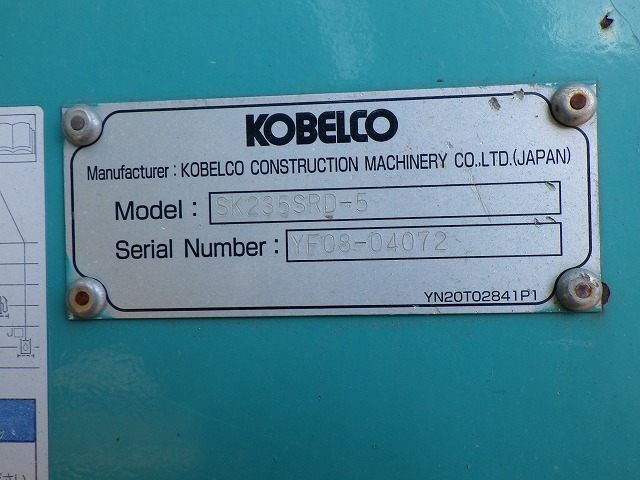 KOBELCO
Manufacturer : KOBELCO CONSTRUCTION MACHINERY CO.,LTD.(JAPAN)
Model : SK235SRD-5
Serial Number : YF08-04072
YN20T02841P1